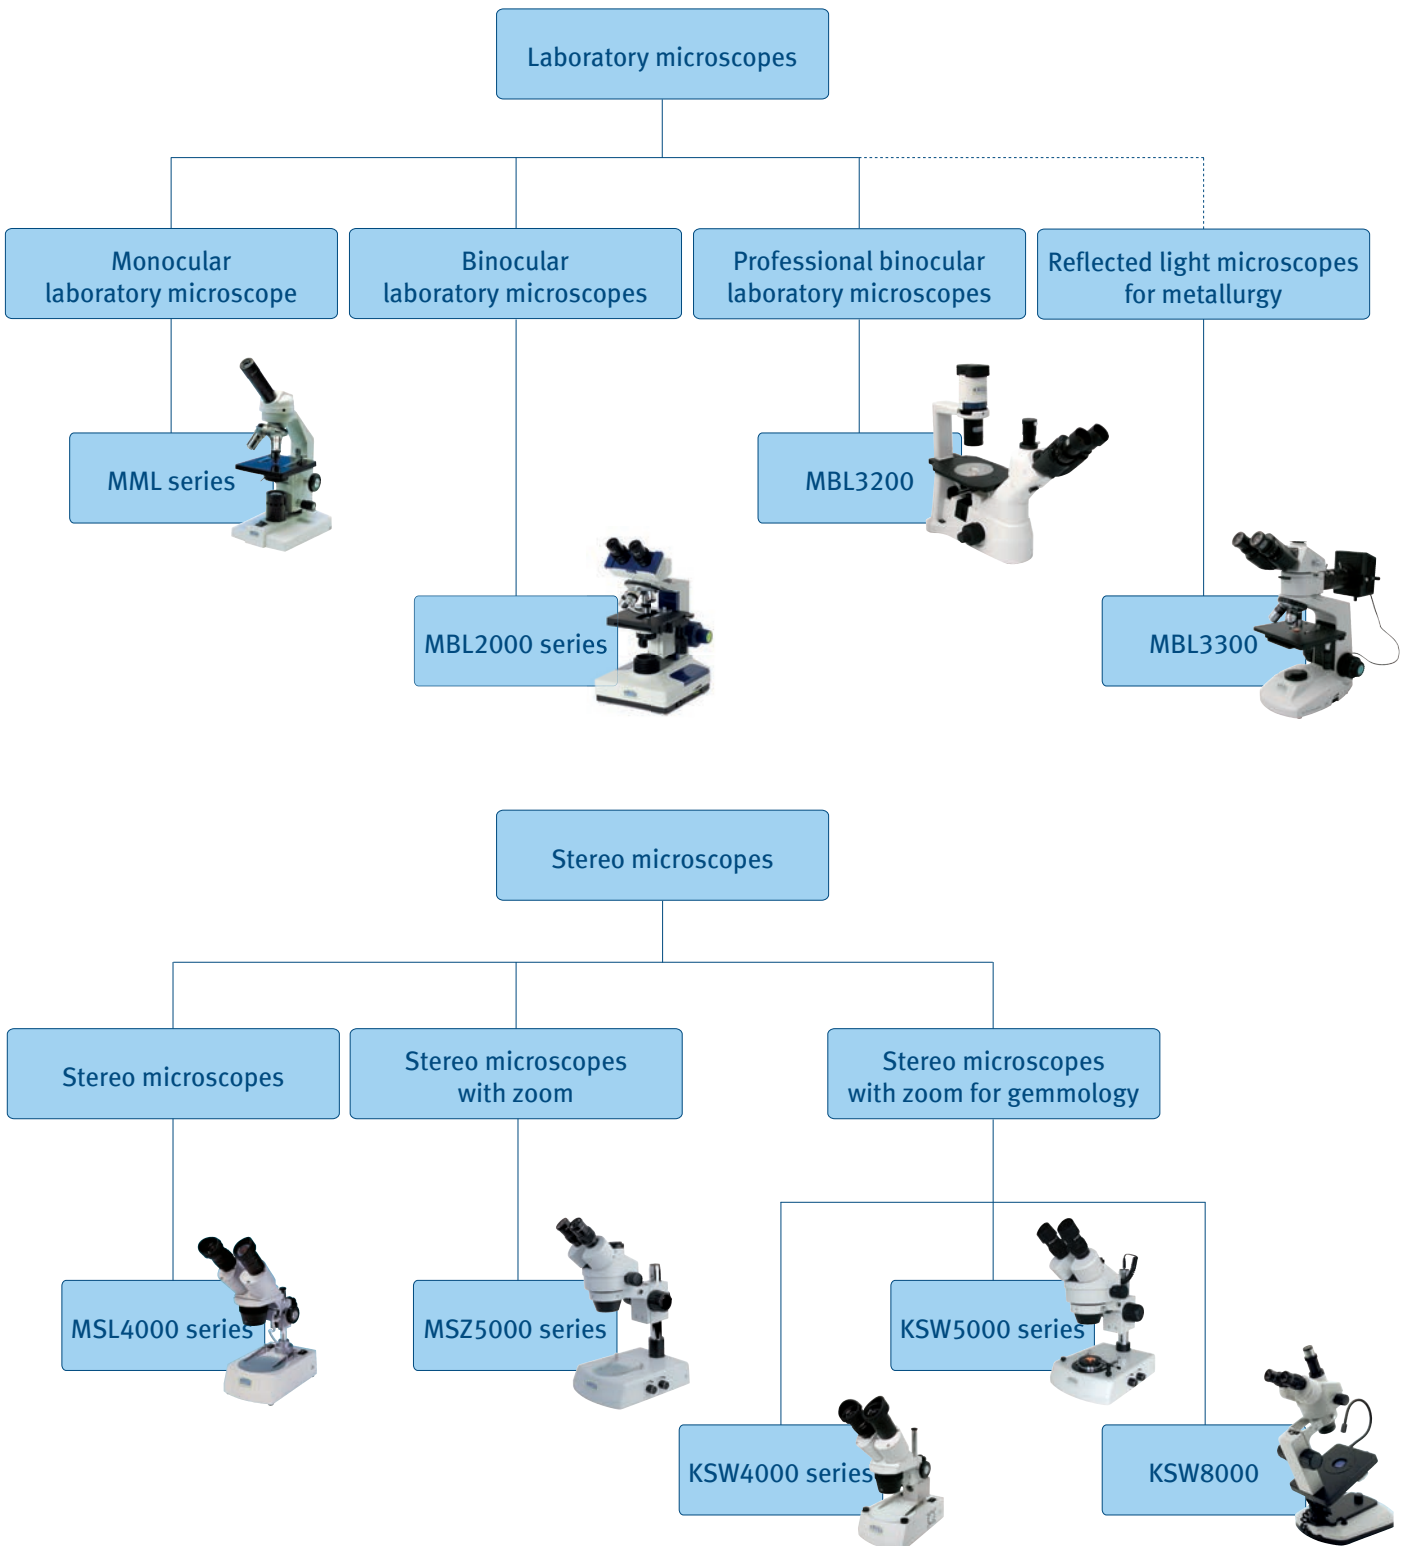 Laboratory microscopes
Monocular
laboratory microscope
Binocular
laboratory microscopes
Professional binocular
laboratory microscopes
Reflected light microscopes
for metallurgy
MML series
MBL3200
MBL2000 series
MBL3300
Stereo microscopes
Stereo microscopes
Stereo microscopes
with zoom
Stereo microscopes
with zoom for gemmology
MSL4000 series
MSZ5000 series
KSW5000 series
KSW4000 series
KSW8000